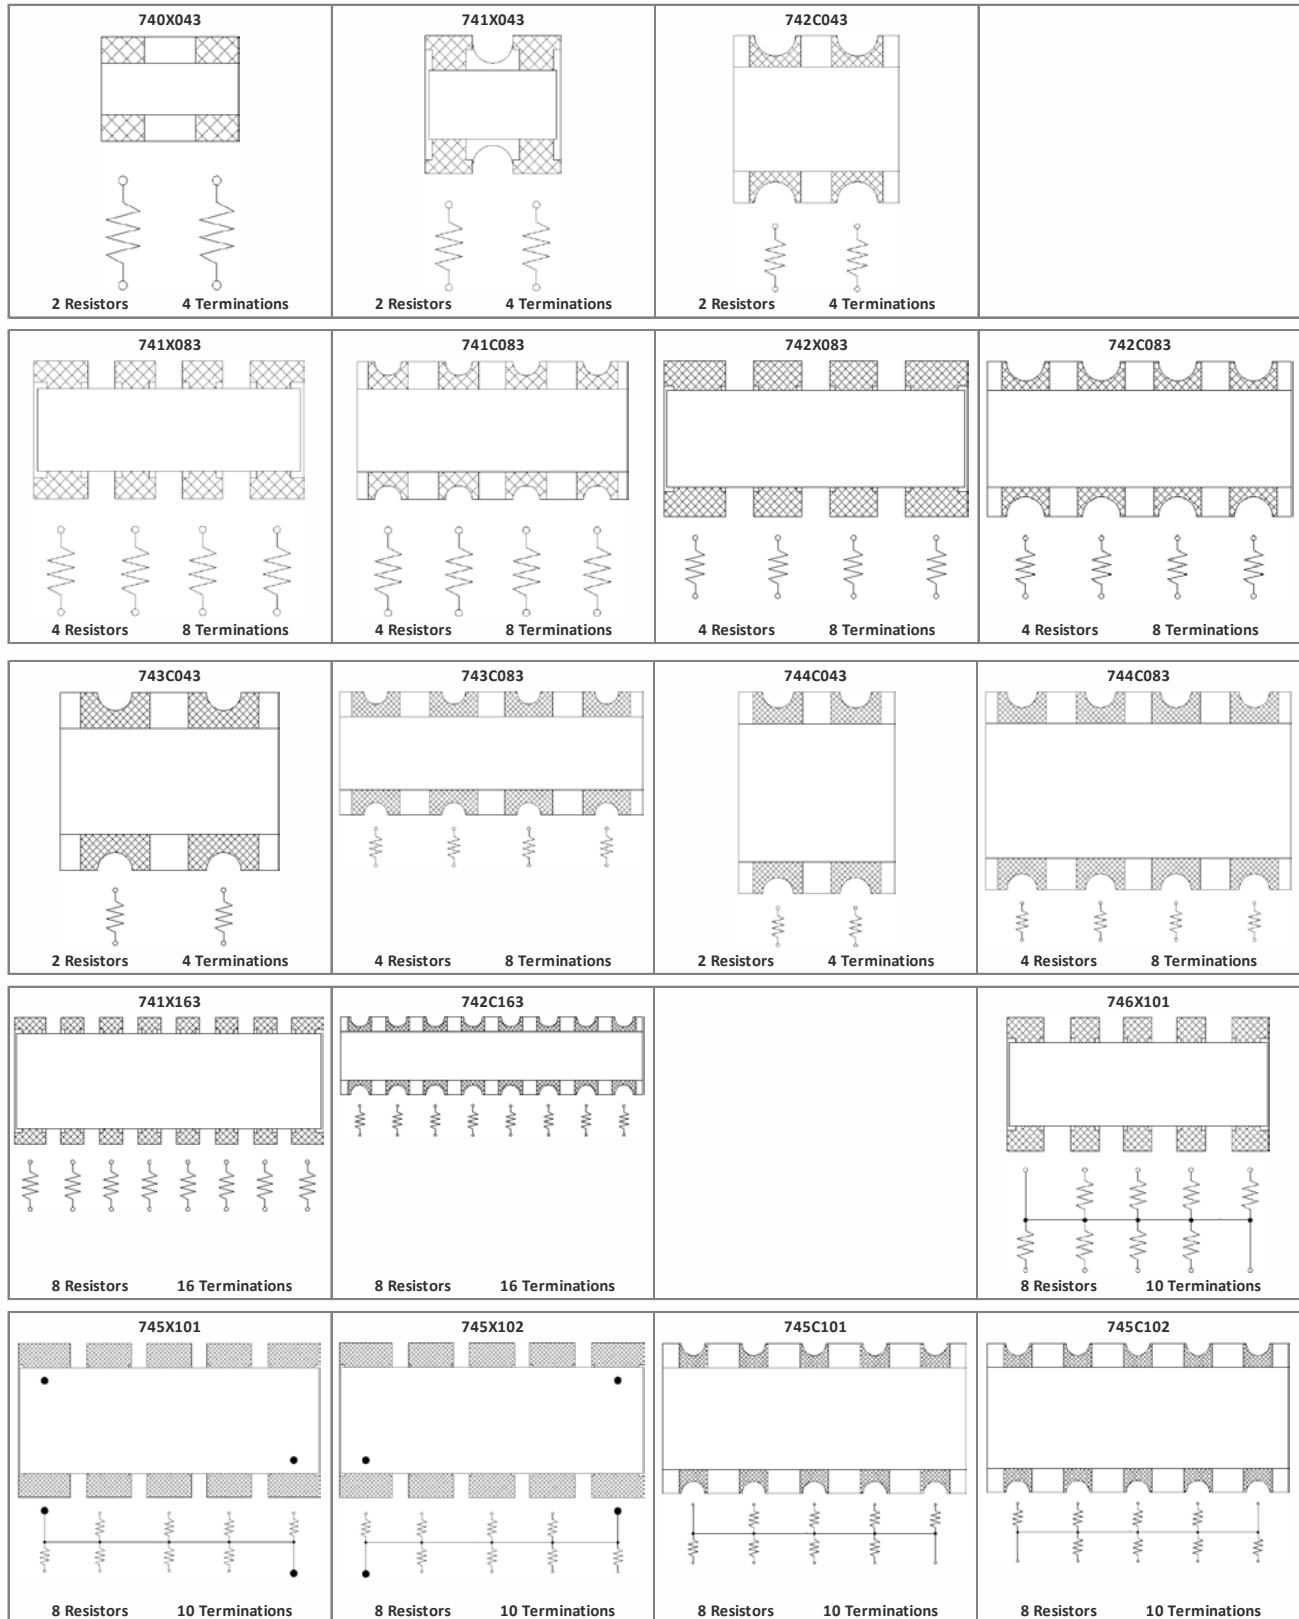 740X043 741X043 742C043
2 Resistors 4 Terminations 2 Resistors 4 Terminations 2 Resistors 4 Terminations
741X083 741C083 742X083 742C083
4 Resistors 8 Terminations 4 Resistors 8 Terminations 4 Resistors 8 Terminations 4 Resistors 8 Terminations
743C043 743C083 744C043 744C083
2 Resistors 4 Terminations 4 Resistors 8 Terminations 2 Resistors 4 Terminations 4 Resistors 8 Terminations
741X163 742C163 746X101
8 Resistors 16 Terminations 8 Resistors 16 Terminations 8 Resistors 10 Terminations
745X101 745X102 745C101 745C102
8 Resistors 10 Terminations 8 Resistors 10 Terminations 8 Resistors 10 Terminations 8 Resistors 10 Terminations